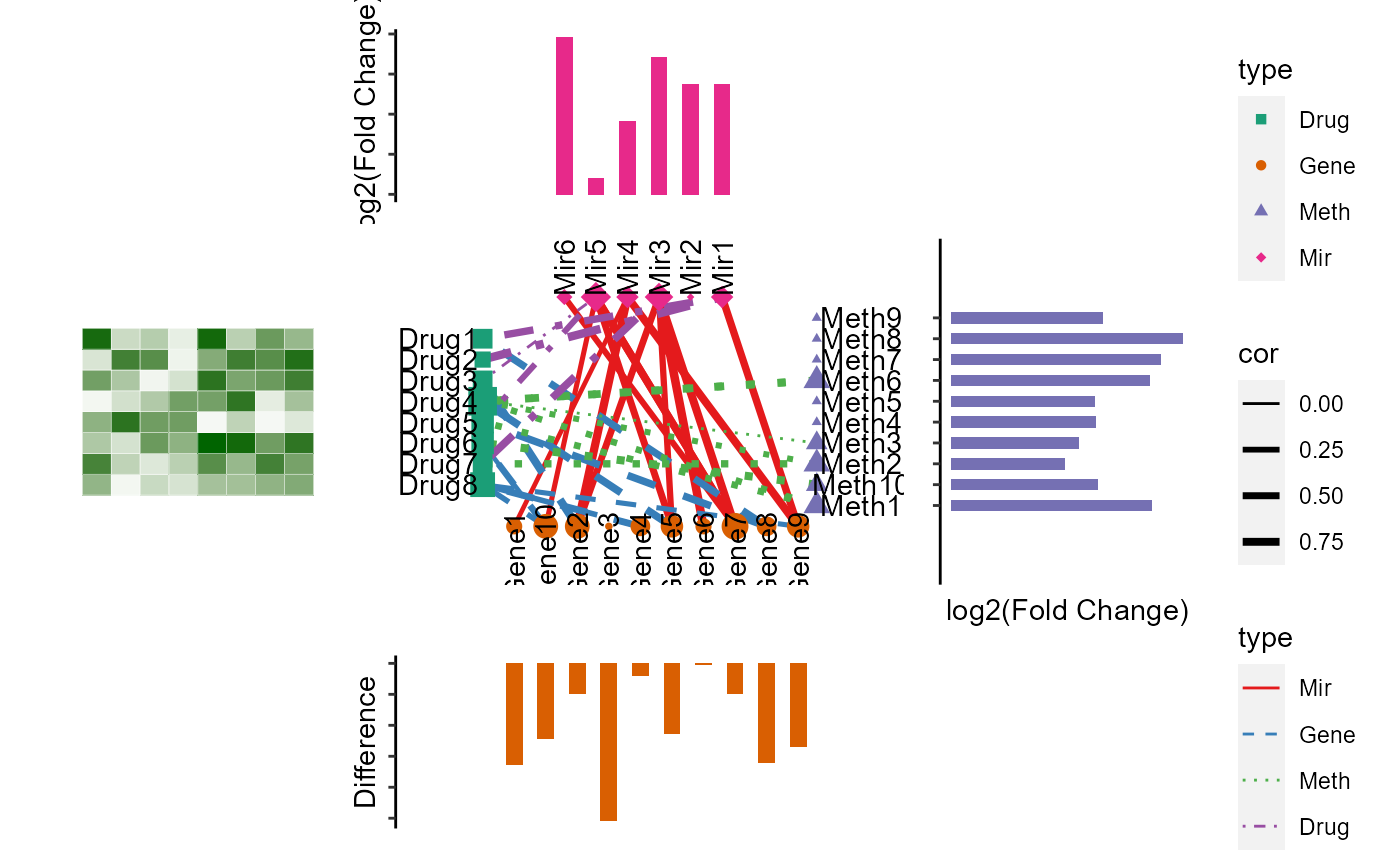 og2(Fold Change)
Mir6
Mir5
Mir4
Mir3
Mir2
Mir1
Drug1
Drug2
Drug3
Drug4
Drug5
Drug6
Drug7
Drug8
Meth9
Meth8
Meth7
Meth6
Meth5
Meth4
Meth3
Meth2
Meth10
Meth1
Gene1
ene10
Gene2
Gene3
Gene4
Gene5
Gene6
Gene7
Gene8
Gene9
log2(Fold Change)
Difference
type
Drug
Gene
Meth
Mir
cor
0.00
0.25
0.50
0.75
type
Mir
Gene
Meth
Drug